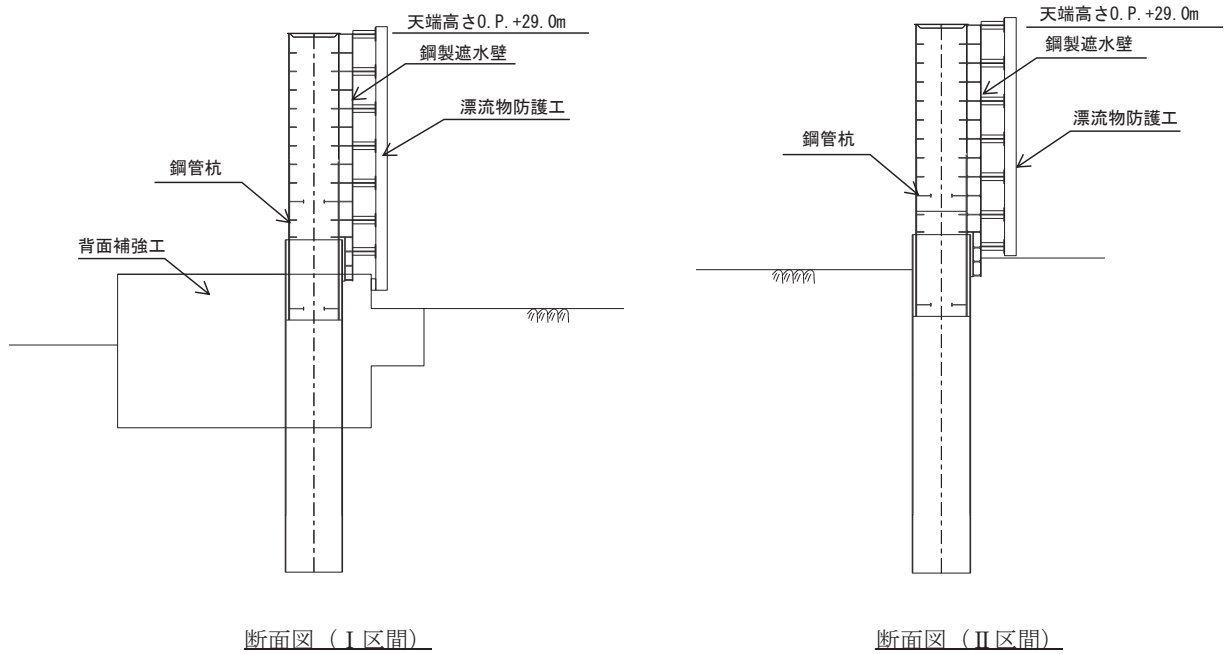 天端高さO.P.+29.0m
鋼製遮水壁
漂流物防護工
鋼管杭
背面補強工
断面図（Ⅰ区間）
天端高さO.P.+29.0m
鋼製遮水壁
漂流物防護工
鋼管杭
断面図（Ⅱ区間）